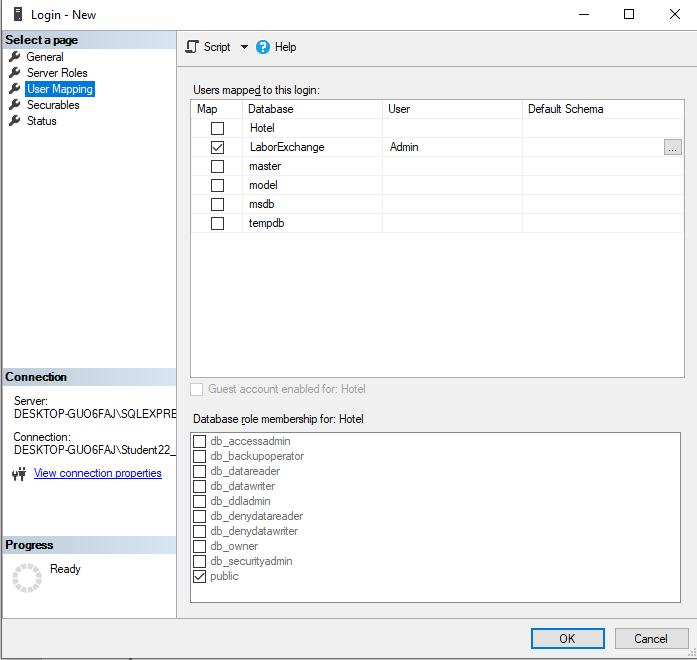 Login - New
Select a page
General
Server Roles
User Mapping
Securables
Status
Script Help
Users mapped to this login:
Map Database User Default Schema
Hotel
LaborExchange Admin ...
master
model
msdb
tempdb
Guest account enabled for: Hotel
Database role membership for: Hotel
db_accessadmin
db_backupoperator
db_datareader
db_datawriter
db_ddladmin
db_denydatareader
db_denydatawriter
db_owner
db_securityadmin
public
Connection
Server:
DESKTOP-GUO6FAJ\SQLEXPRE
Connection:
DESKTOP-GUO6FAJ\Student22_
View connection properties
Progress
Ready
OK Cancel